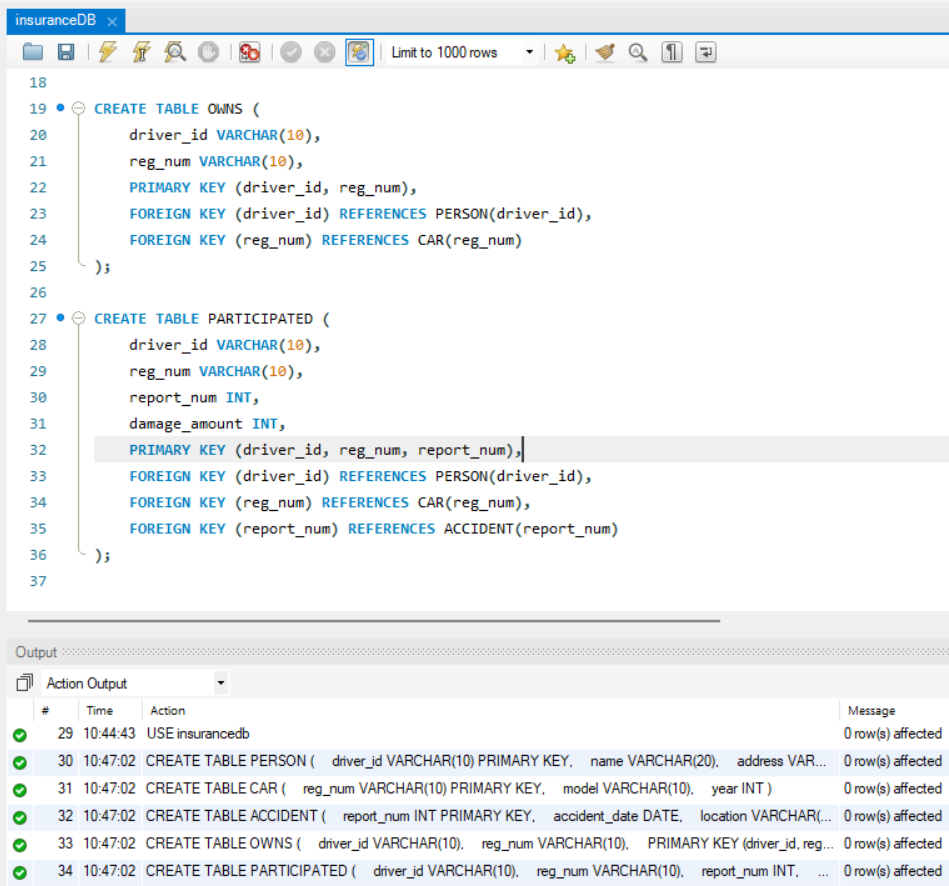 insuranceDB ×
Limit to 1000 rows
18
19 CREATE TABLE OWNS (
20 driver_id VARCHAR(10),
21 reg_num VARCHAR(10),
22 PRIMARY KEY (driver_id, reg_num),
23 FOREIGN KEY (driver_id) REFERENCES PERSON(driver_id),
24 FOREIGN KEY (reg_num) REFERENCES CAR(reg_num)
25 );
26
27 CREATE TABLE PARTICIPATED (
28 driver_id VARCHAR(10),
29 reg_num VARCHAR(10),
30 report_num INT,
31 damage_amount INT,
32 PRIMARY KEY (driver_id, reg_num, report_num),
33 FOREIGN KEY (driver_id) REFERENCES PERSON(driver_id),
34 FOREIGN KEY (reg_num) REFERENCES CAR(reg_num),
35 FOREIGN KEY (report_num) REFERENCES ACCIDENT(report_num)
36 );
37
Output
Action Output
# Time Action Message
29 10:44:43 USE insurancedb 0 row(s) affected
30 10:47:02 CREATE TABLE PERSON ( driver_id VARCHAR(10) PRIMARY KEY, name VARCHAR(20), address VAR... 0 row(s) affected
31 10:47:02 CREATE TABLE CAR ( reg_num VARCHAR(10) PRIMARY KEY, model VARCHAR(10), year INT ) 0 row(s) affected
32 10:47:02 CREATE TABLE ACCIDENT ( report_num INT PRIMARY KEY, accident_date DATE, location VARCHAR(... 0 row(s) affected
33 10:47:02 CREATE TABLE OWNS ( driver_id VARCHAR(10), reg_num VARCHAR(10), PRIMARY KEY (driver_id, reg... 0 row(s) affected
34 10:47:02 CREATE TABLE PARTICIPATED ( driver_id VARCHAR(10), reg_num VARCHAR(10), report_num INT, ... 0 row(s) affected